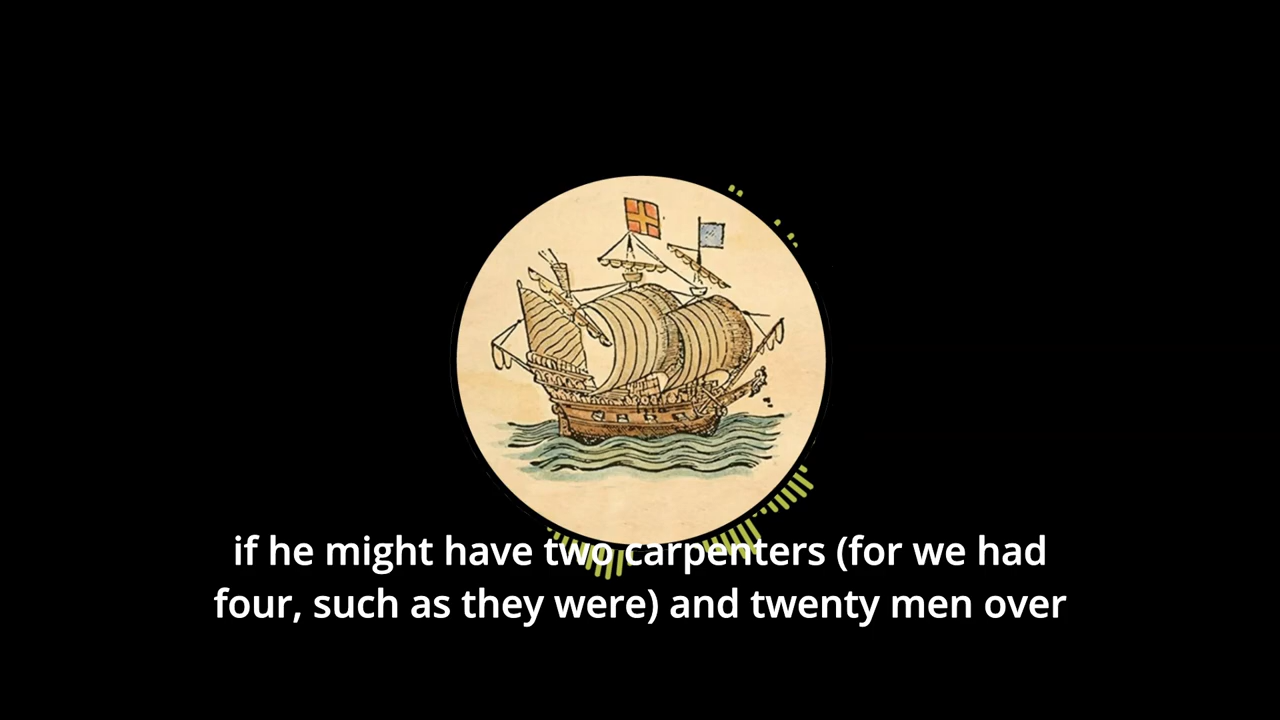 if he might have two carpenters (for we had
four, such as they were) and twenty men over